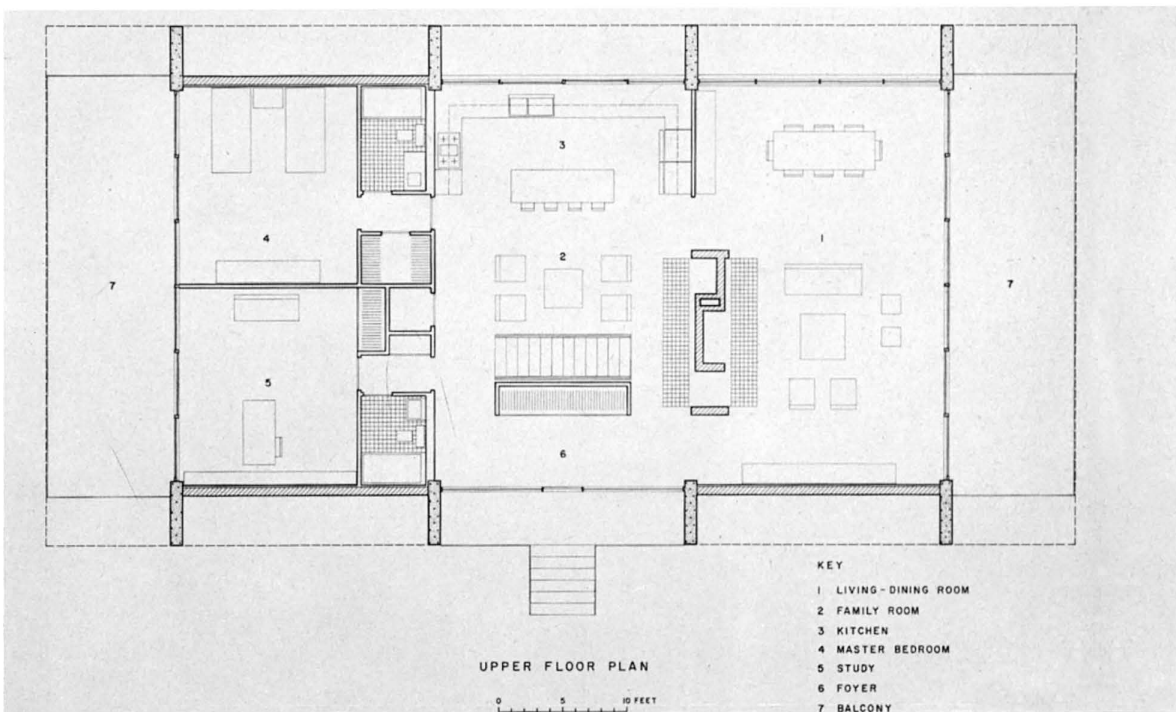 3
1
4
2
7
7
5
6
KEY
1 LIVING-DINING ROOM
2 FAMILY ROOM
3 KITCHEN
4 MASTER BEDROOM
5 STUDY
6 FOYER
7 BALCONY
UPPER FLOOR PLAN
0 5 10 FEET